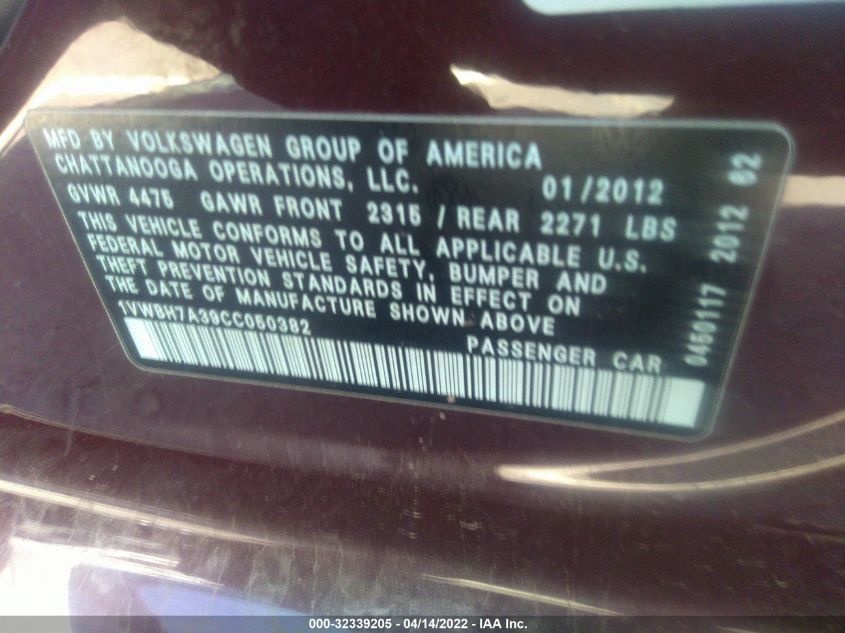 MFD BY VOLKSWAGEN GROUP OF AMERICA
CHATTANOOGA OPERATIONS, LLC. 01/2012
GVWR 4475 GAWR FRONT 2315 / REAR 2271 LBS
THIS VEHICLE CONFORMS TO ALL APPLICABLE U.S.
FEDERAL MOTOR VEHICLE SAFETY, BUMPER AND
THEFT PREVENTION STANDARDS IN EFFECT ON
THE DATE OF MANUFACTURE SHOWN ABOVE
1VWBH7A39CC050382
PASSENGER CAR
0450117 2012 62
000-32339205 - 04/14/2022 - IAA Inc.